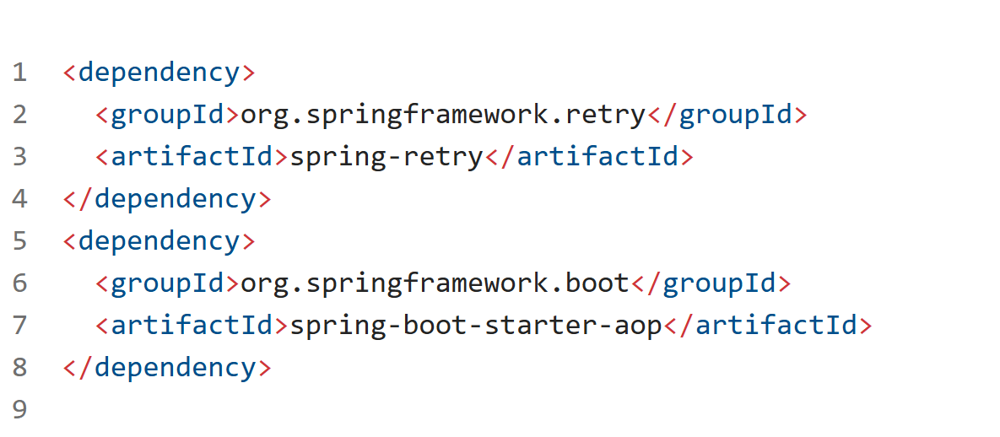 1 <dependency>
2   <groupId>org.springframework.retry</groupId>
3   <artifactId>spring-retry</artifactId>
4 </dependency>
5 <dependency>
6   <groupId>org.springframework.boot</groupId>
7   <artifactId>spring-boot-starter-aop</artifactId>
8 </dependency>
9